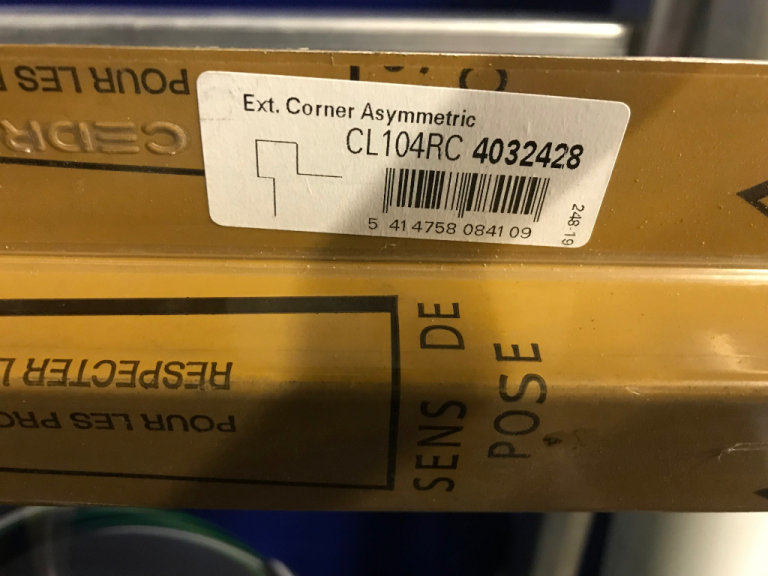 Ext. Corner Asymmetric
CL104RC 4032428
5 414758 084109
248-19
POUR LES
SENS DE
POSE
RESPECTER L
POUR LES PRO